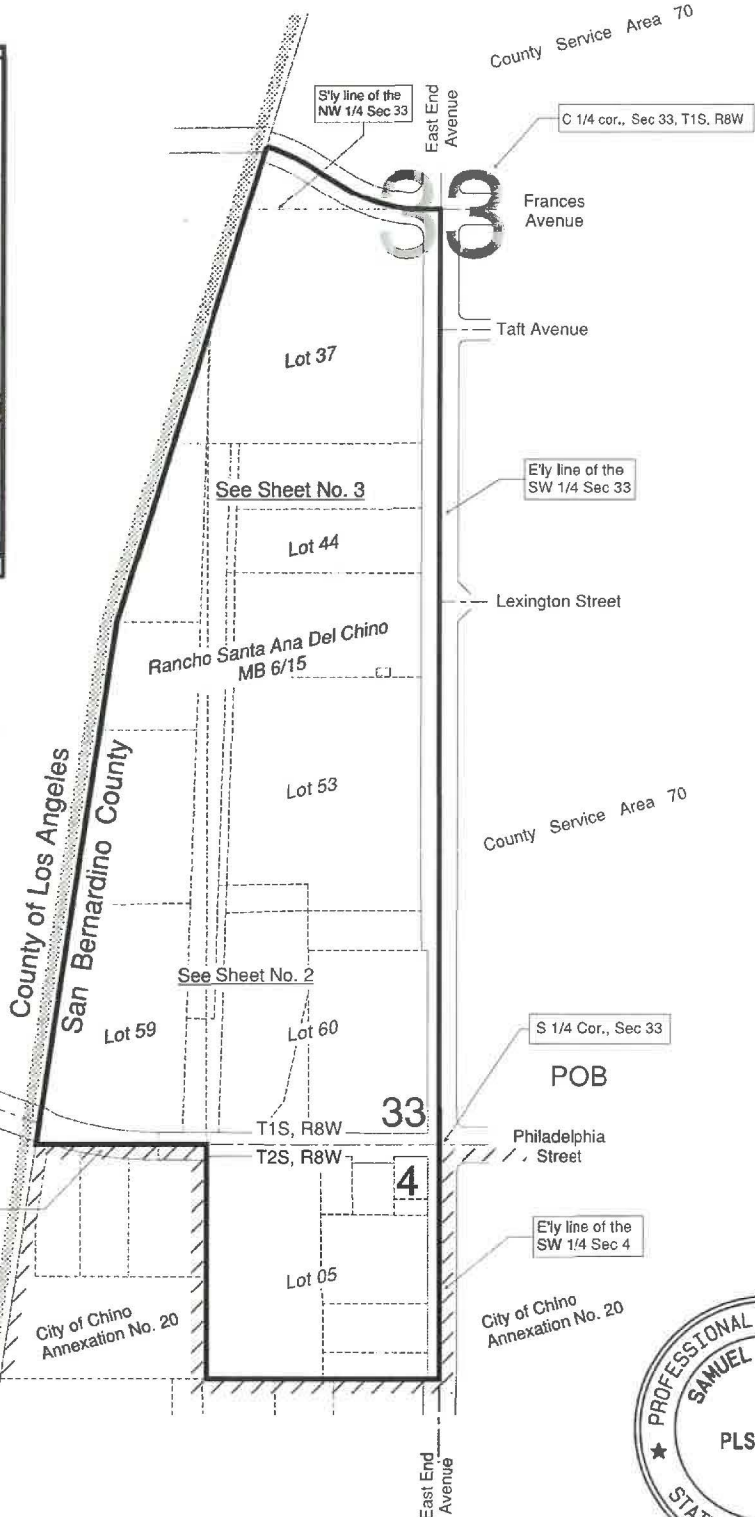 County Service Area 70
S'ly line of the
NW 1/4 Sec 33
East End
Avenue
C 1/4 cor., Sec 33, T1S, R8W
33
Frances
Avenue
Taft Avenue
Lot 37
E'ly line of the
SW 1/4 Sec 33
See Sheet No. 3
Lot 44
Lexington Street
Rancho Santa Ana Del Chino
MB 6/15
County of Los Angeles
San Bernardino County
Lot 53
County Service Area 70
See Sheet No. 2
Lot 59
Lot 60
S 1/4 Cor., Sec 33
POB
33
T1S, R8W
T2S, R8W
Philadelphia
Street
4
E'ly line of the
SW 1/4 Sec 4
Lot 05
City of Chino
Annexation No. 20
City of Chino
Annexation No. 20
East End
Avenue
PROFESSIONAL
SAMUEL
PLS